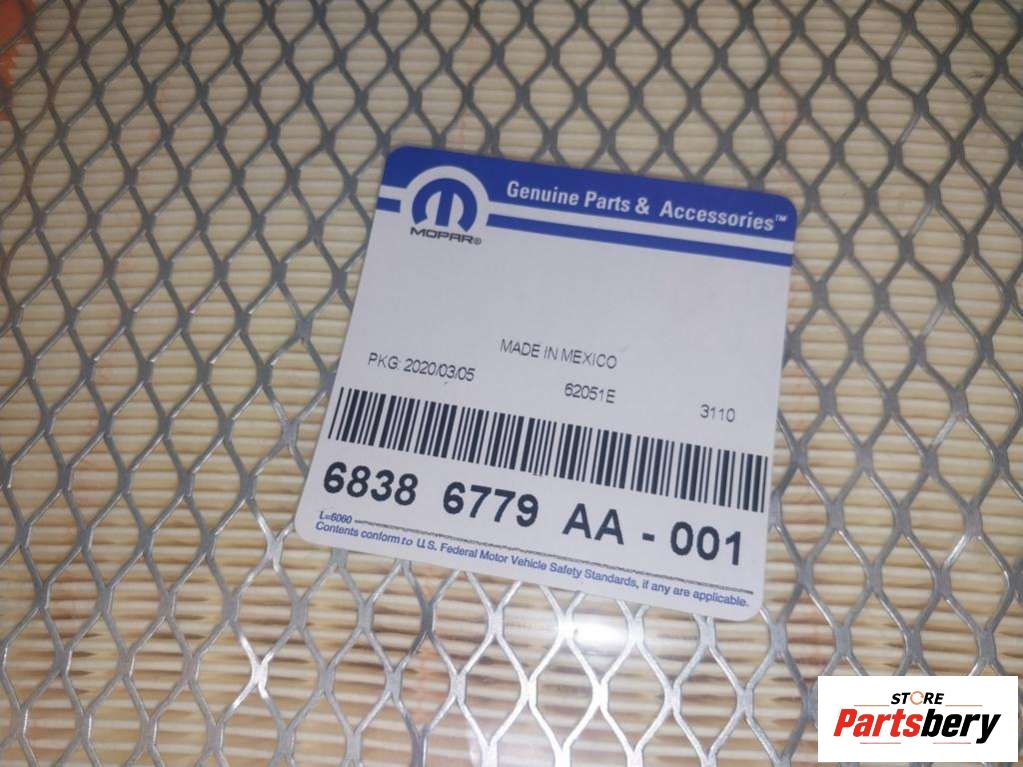 Genuine Parts & Accessories™
MOPAR®
MADE IN MEXICO
PKG: 2020/03/05 62051E 3110
6838 6779 AA - 001
L=6060
Contents conform to U.S. Federal Motor Vehicle Safety Standards, if any are applicable.
STORE
Partsbery